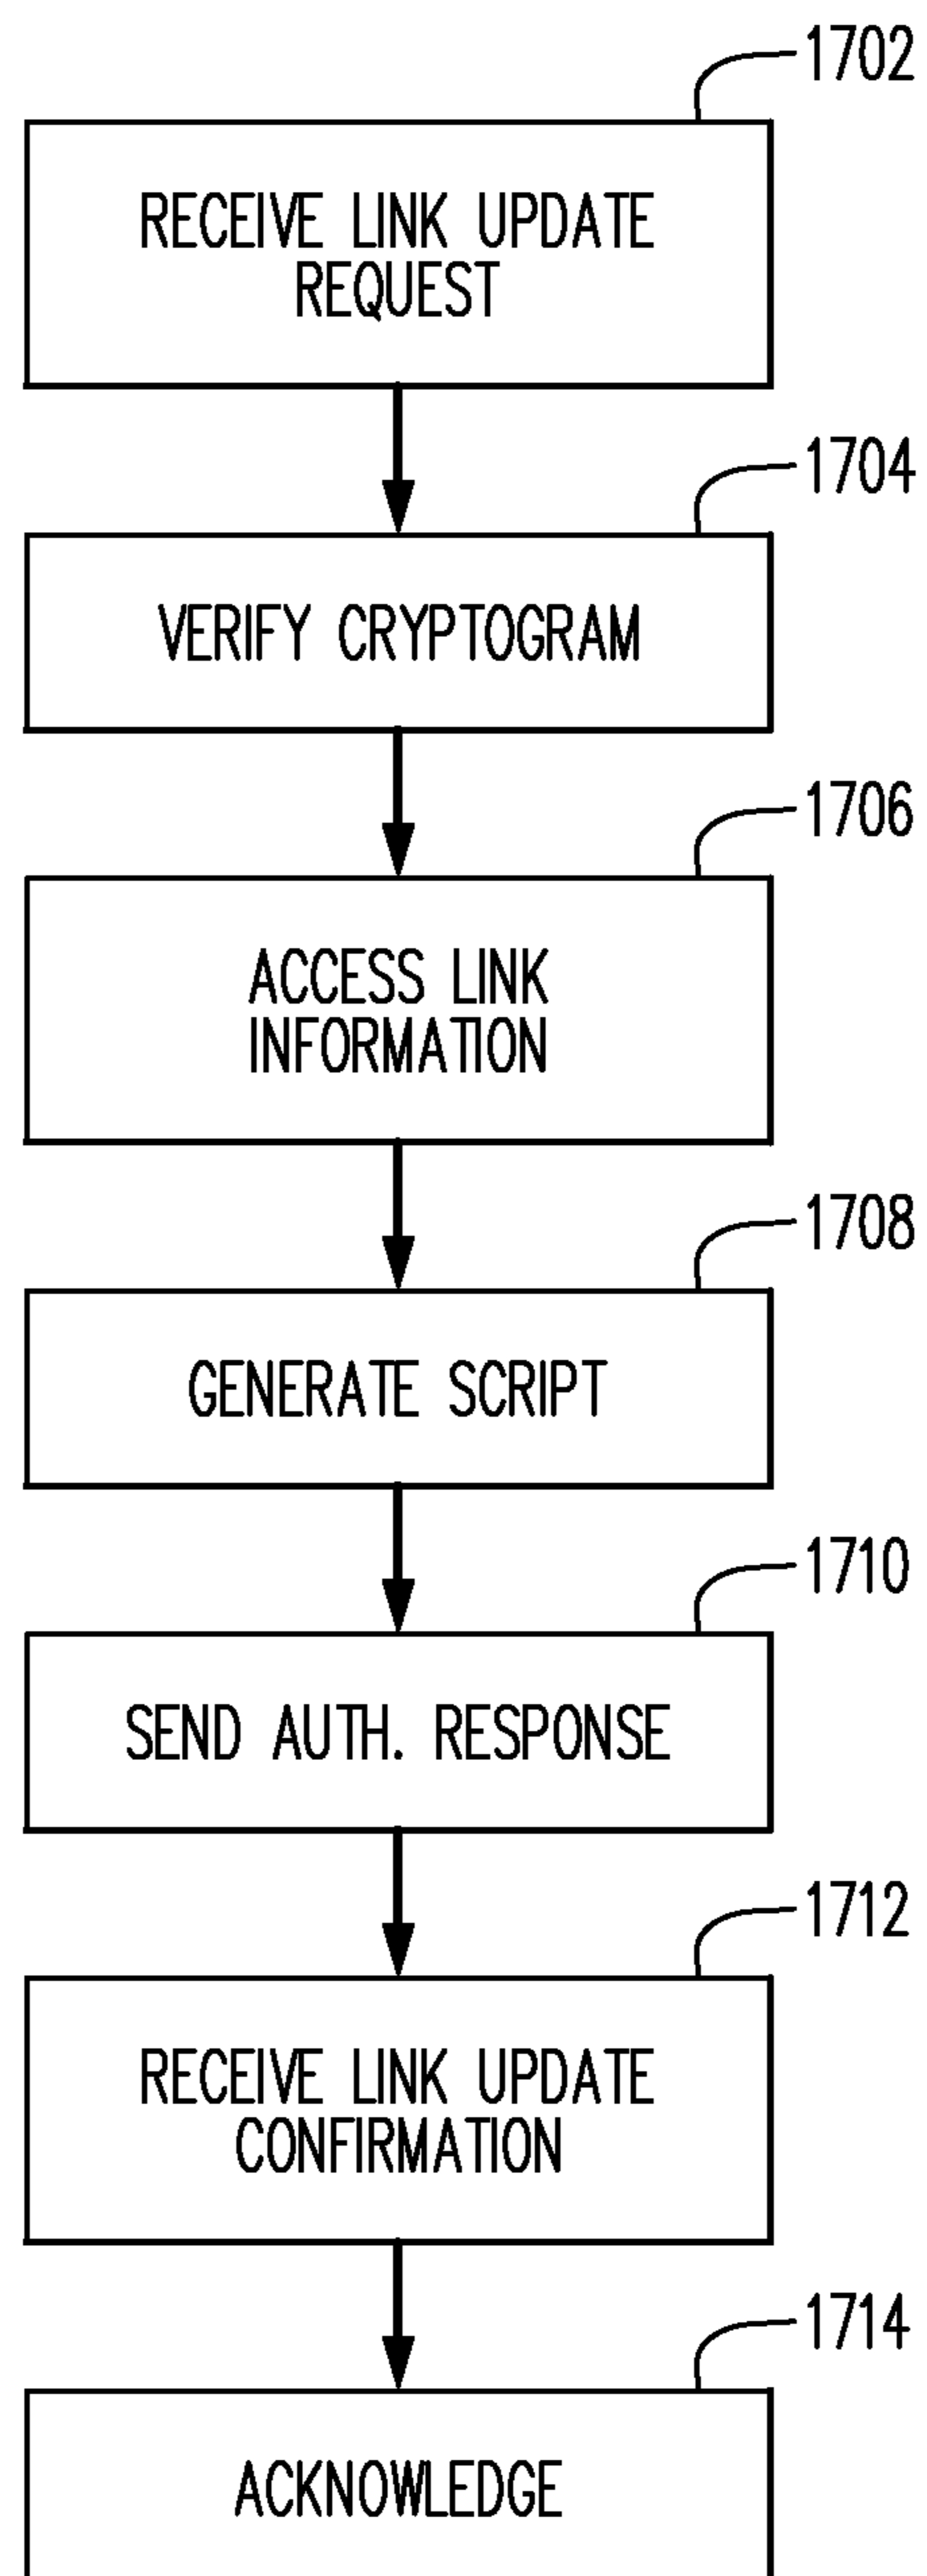 1702
RECEIVE LINK UPDATE
REQUEST
1704
VERIFY CRYPTOGRAM
1706
ACCESS LINK
INFORMATION
1708
GENERATE SCRIPT
1710
SEND AUTH. RESPONSE
1712
RECEIVE LINK UPDATE
CONFIRMATION
1714
ACKNOWLEDGE